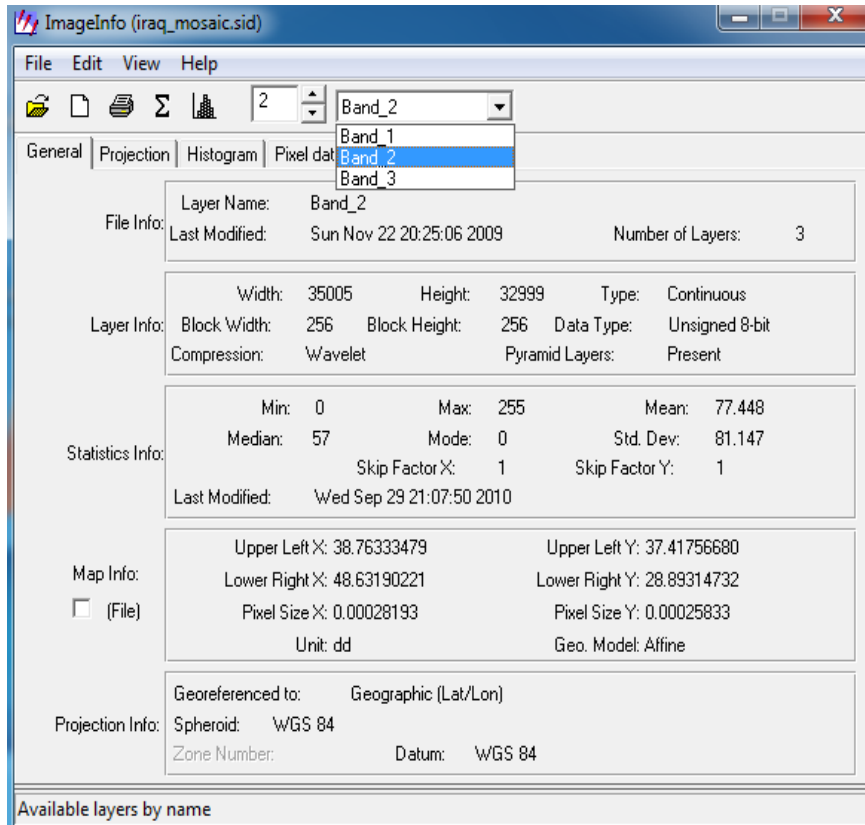 ImageInfo (iraq_mosaic.sid)
File Edit View Help
Σ 2 Band_2
Band_1
General Projection Histogram Pixel dat Band_2
Band_3
File Info: Layer Name: Band_2
Last Modified: Sun Nov 22 20:25:06 2009 Number of Layers: 3
Width: 35005 Height: 32999 Type: Continuous
Layer Info: Block Width: 256 Block Height: 256 Data Type: Unsigned 8-bit
Compression: Wavelet Pyramid Layers: Present
Min: 0 Max: 255 Mean: 77.448
Median: 57 Mode: 0 Std. Dev: 81.147
Statistics Info: Skip Factor X: 1 Skip Factor Y: 1
Last Modified: Wed Sep 29 21:07:50 2010
Upper Left X: 38.76333479 Upper Left Y: 37.41756680
Map Info: Lower Right X: 48.63190221 Lower Right Y: 28.89314732
(File) Pixel Size X: 0.00028193 Pixel Size Y: 0.00025833
Unit: dd Geo. Model: Affine
Georeferenced to: Geographic (Lat/Lon)
Projection Info: Spheroid: WGS 84
Zone Number: Datum: WGS 84
Available layers by name